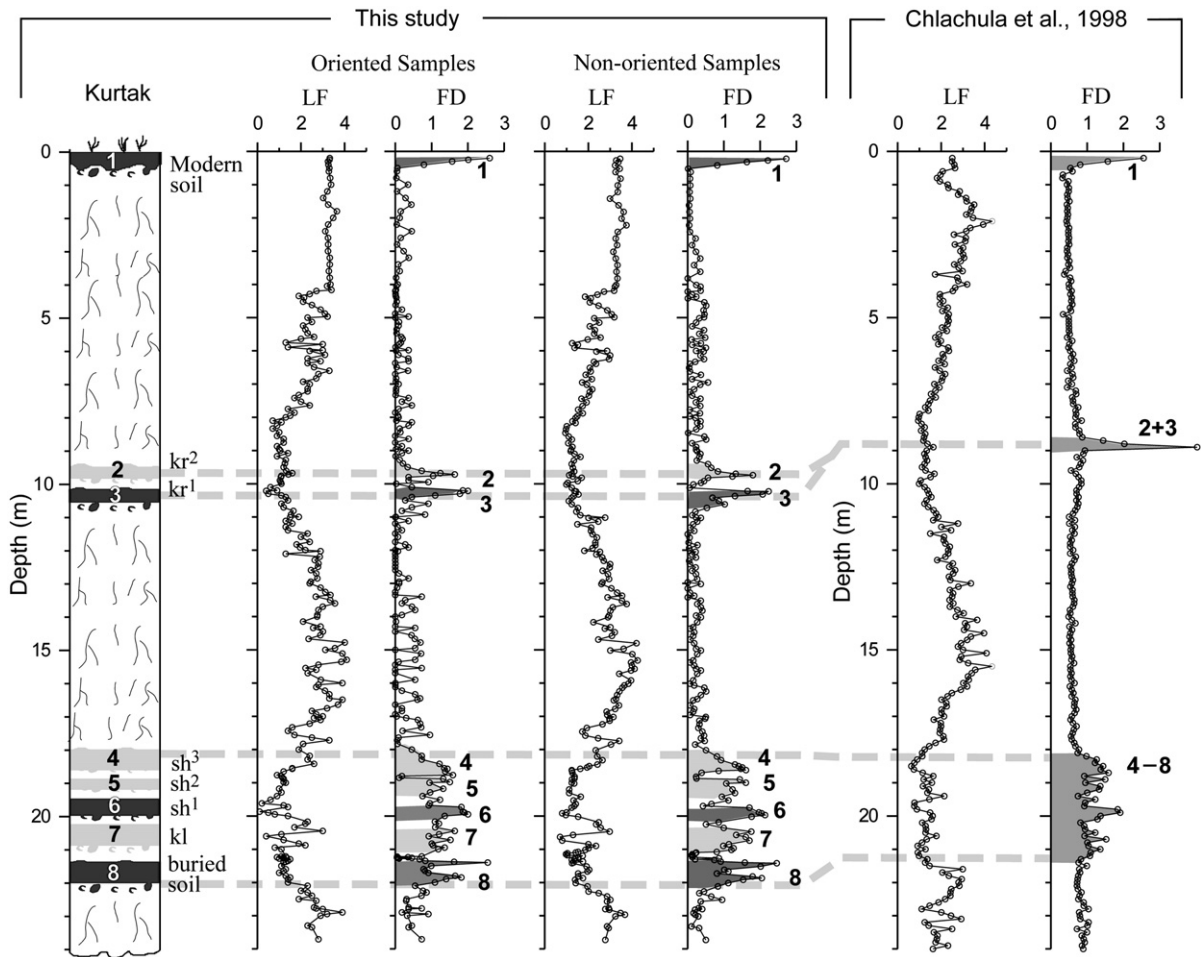 This study
Chlachula et al., 1998
Oriented Samples
Non-oriented Samples
Kurtak
LF
FD
LF
FD
LF
FD
0 2 4
0 1 2 3
0 2 4
0 1 2 3
0 2 4
0 1 2 3
Depth (m)
0
5
10
15
20
1
Modern
soil
2
kr2
3
kr1
4
sh3
5
sh2
6
sh1
7
kl
8
buried
soil
1
2
3
4
5
6
7
8
1
2
3
4
5
6
7
8
Depth (m)
0
5
10
15
20
1
2+3
4–8